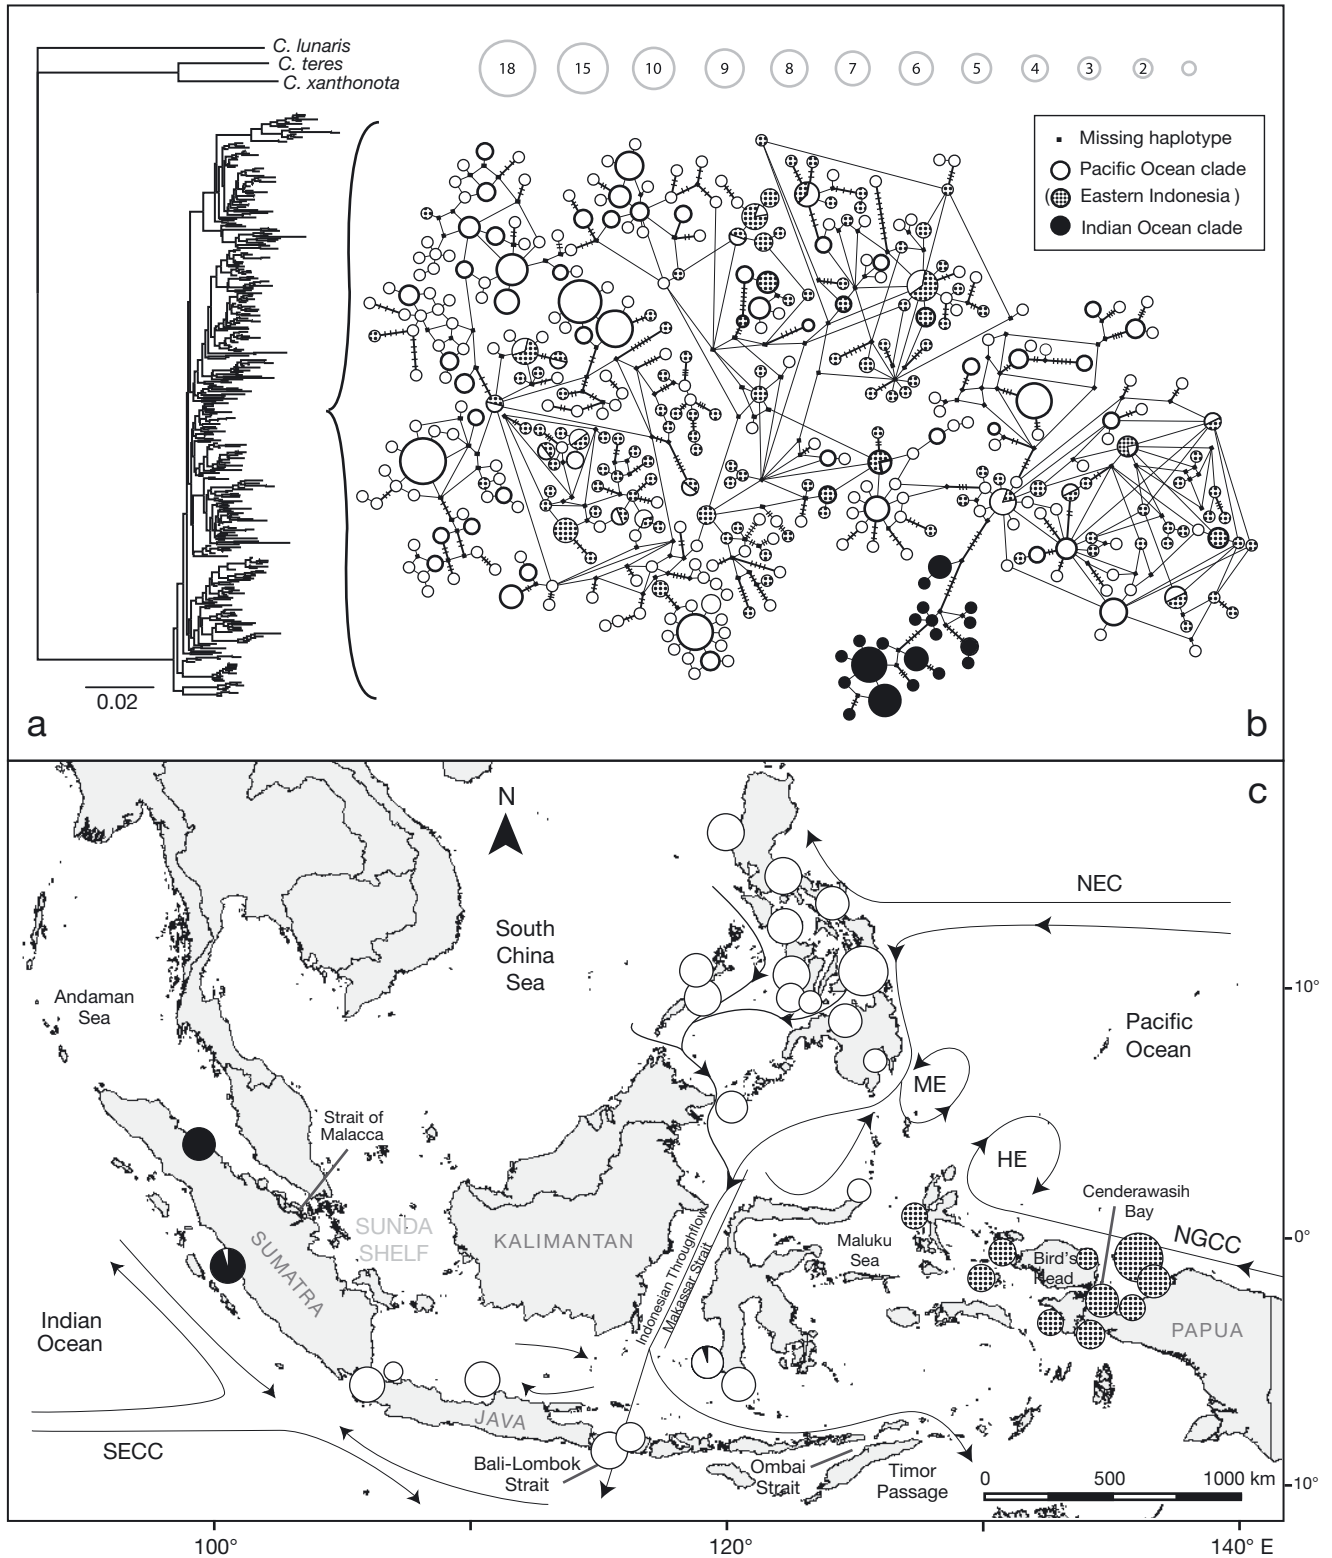 C. lunaris
C. teres
C. xanthonota
18 15 10 9 8 7 6 5 4 3 2
Missing haplotype
Pacific Ocean clade
( Eastern Indonesia )
Indian Ocean clade
0.02
a
b
c
N
NEC
South
China
Sea
Andaman
Sea
10°
Pacific
Ocean
ME
Strait of
Malacca
HE
Cenderawasih
Bay
SUNDA
SHELF
KALIMANTAN
SUMATRA
Indonesian Throughflow
Makassar Strait
Maluku
Sea
Bird's
Head
NGCC
0°
Indian
Ocean
PAPUA
JAVA
SECC
Bali-Lombok
Strait
Ombai
Strait
Timor
Passage
0 500 1000 km
10°
100° 120° 140° E